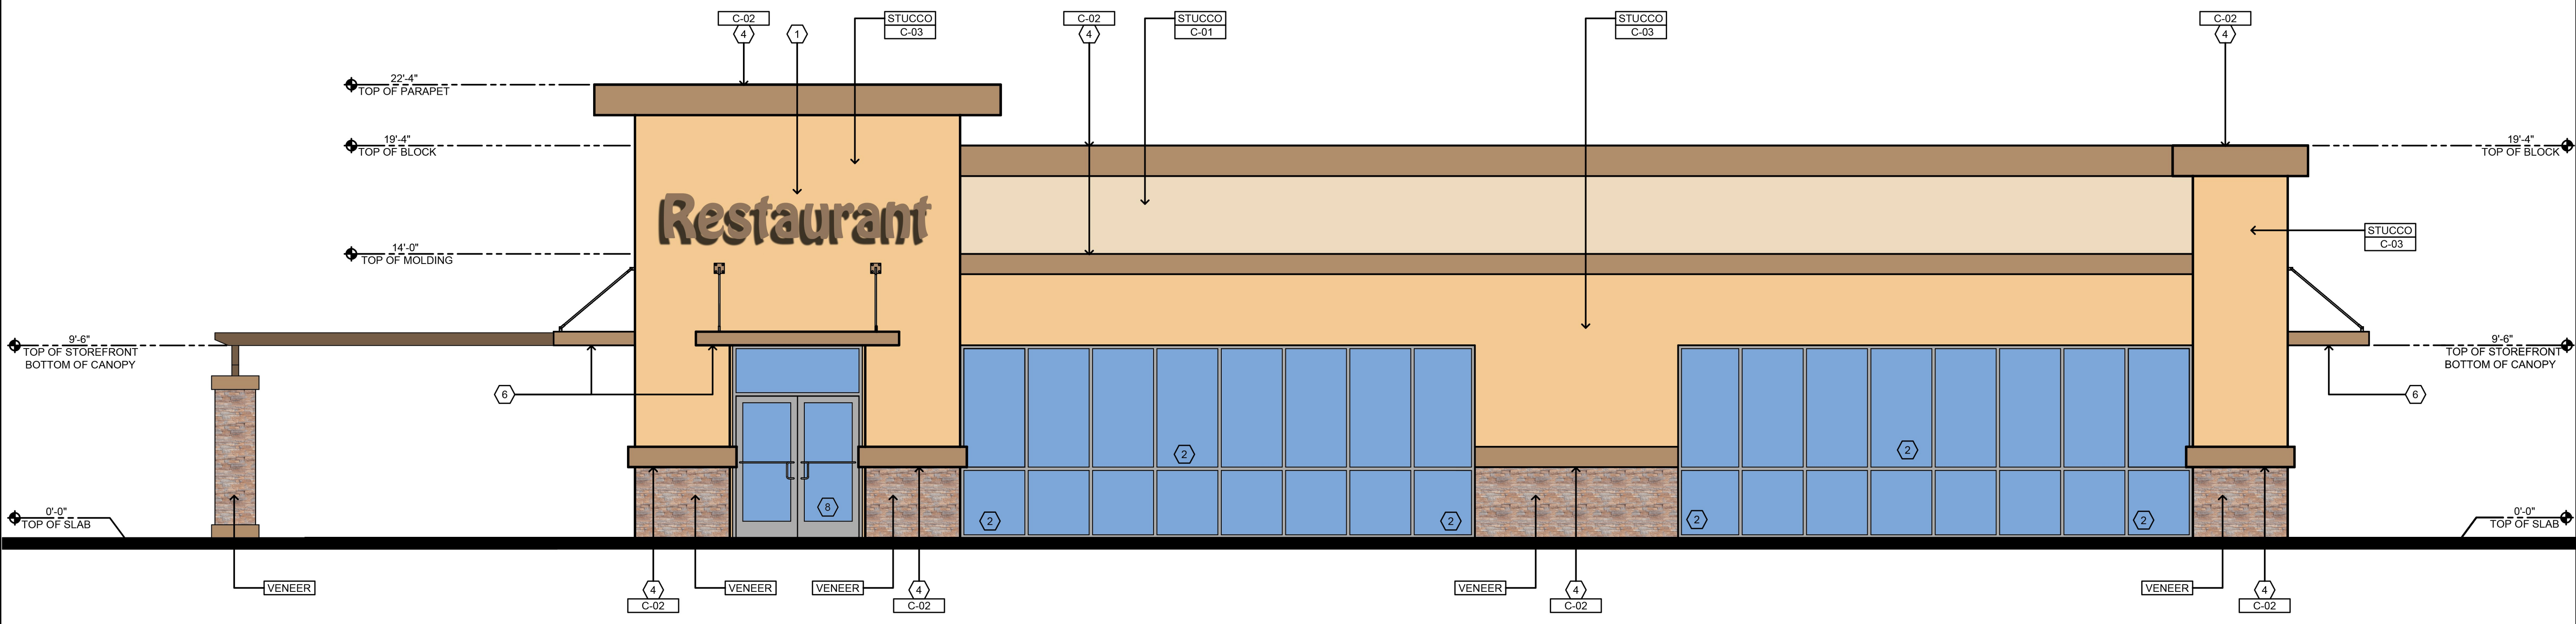 C-02
4
1
STUCCO
C-03
C-02
4
STUCCO
C-01
STUCCO
C-03
C-02
4
22'-4"
TOP OF PARAPET
19'-4"
TOP OF BLOCK
19'-4"
TOP OF BLOCK
Restaurant
STUCCO
C-03
14'-0"
TOP OF MOLDING
9'-6"
TOP OF STOREFRONT
BOTTOM OF CANOPY
9'-6"
TOP OF STOREFRONT
BOTTOM OF CANOPY
6
6
2
2
8
2
2
2
2
0'-0"
TOP OF SLAB
0'-0"
TOP OF SLAB
VENEER
4
C-02
VENEER
VENEER
4
C-02
VENEER
4
C-02
VENEER
4
C-02